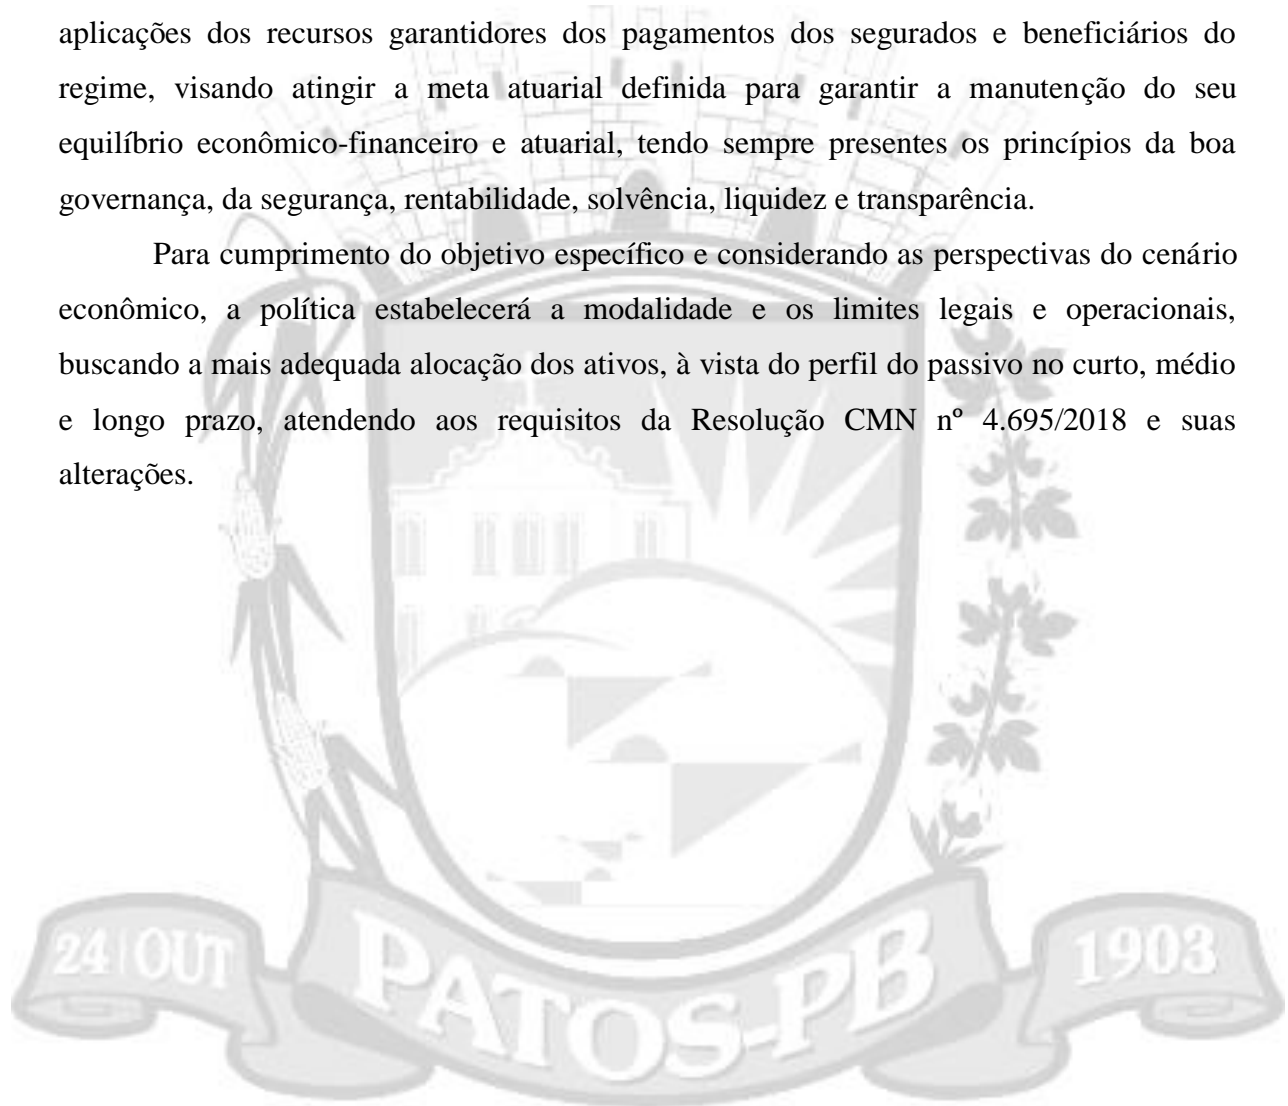 aplicações dos recursos garantidores dos pagamentos dos segurados e beneficiários do
regime, visando atingir a meta atuarial definida para garantir a manutenção do seu
equilíbrio econômico-financeiro e atuarial, tendo sempre presentes os princípios da boa
governança, da segurança, rentabilidade, solvência, liquidez e transparência.
Para cumprimento do objetivo específico e considerando as perspectivas do cenário
econômico, a política estabelecerá a modalidade e os limites legais e operacionais,
buscando a mais adequada alocação dos ativos, à vista do perfil do passivo no curto, médio
e longo prazo, atendendo aos requisitos da Resolução CMN nº 4.695/2018 e suas
alterações.
24 | OUT
PATOS-PB
1903